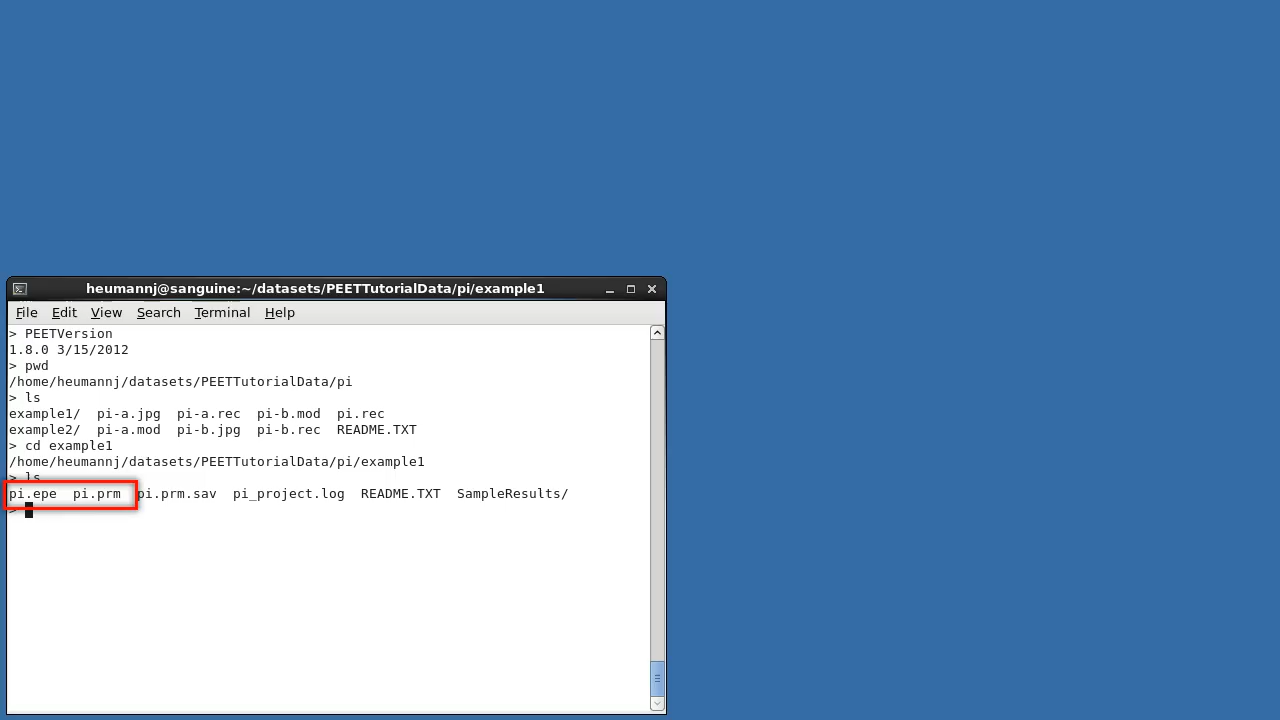 heumannj@sanguine:~/datasets/PEETTutorialData/pi/example1
File Edit View Search Terminal Help
> PEETVersion
1.8.0 3/15/2012
> pwd
/home/heumannj/datasets/PEETTutorialData/pi
> ls
example1/ pi-a.jpg pi-a.rec pi-b.mod pi.rec
example2/ pi-a.mod pi-b.jpg pi-b.rec README.TXT
> cd example1
/home/heumannj/datasets/PEETTutorialData/pi/example1
> ls
pi.epe pi.prm pi.prm.sav pi_project.log README.TXT SampleResults/
>